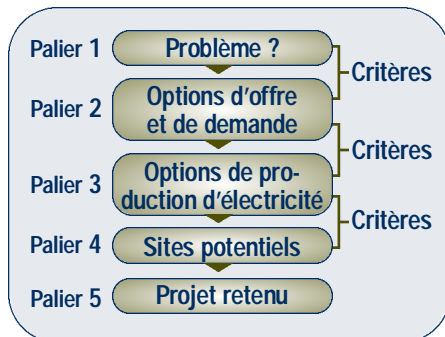 Palier 1 Problème ?
Critères
Palier 2 Options d'offre
et de demande
Critères
Palier 3 Options de pro-
duction d'électricité
Critères
Palier 4 Sites potentiels
Palier 5 Projet retenu